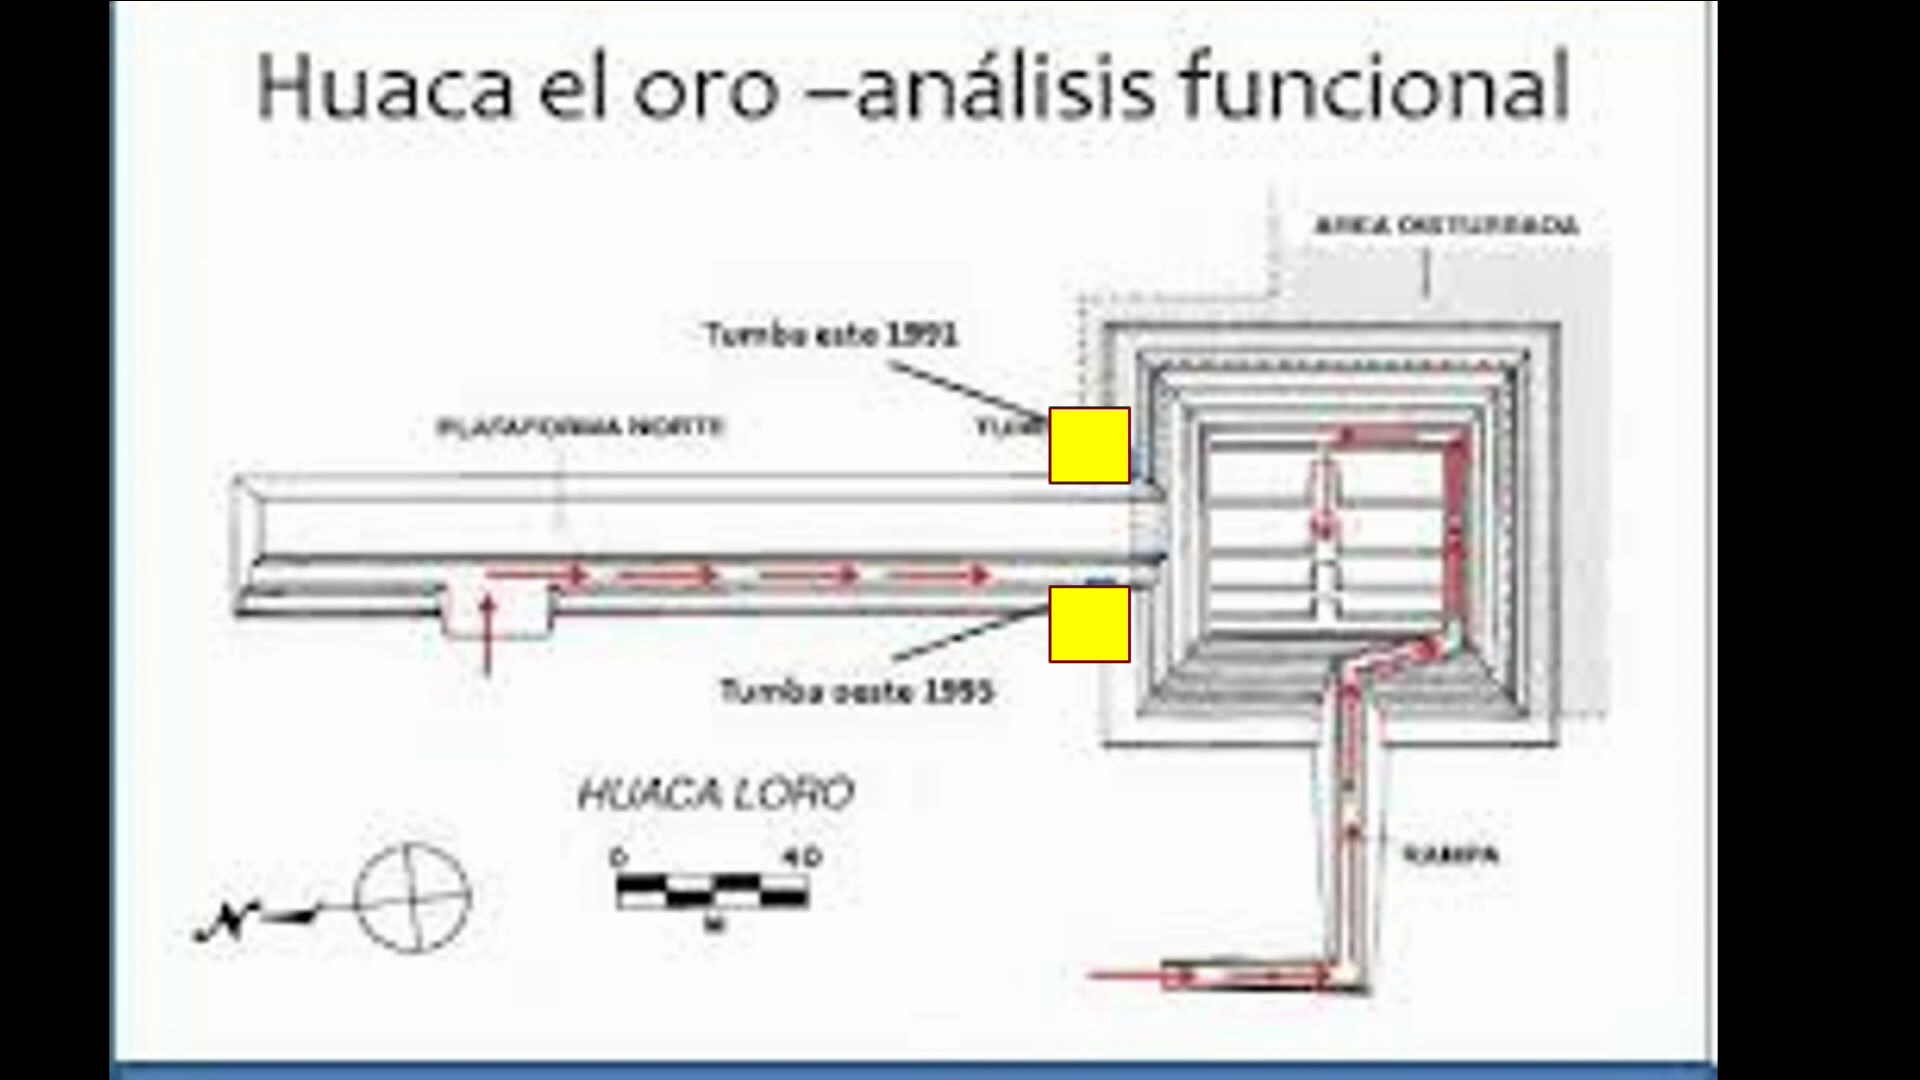 Huaca el oro –análisis funcional
AREA DISTURBADA
Tumba este 1991
PLATAFORMA NORTE
Tumba oeste 1995
HUACA LORO
0 40
M
N
RAMPA